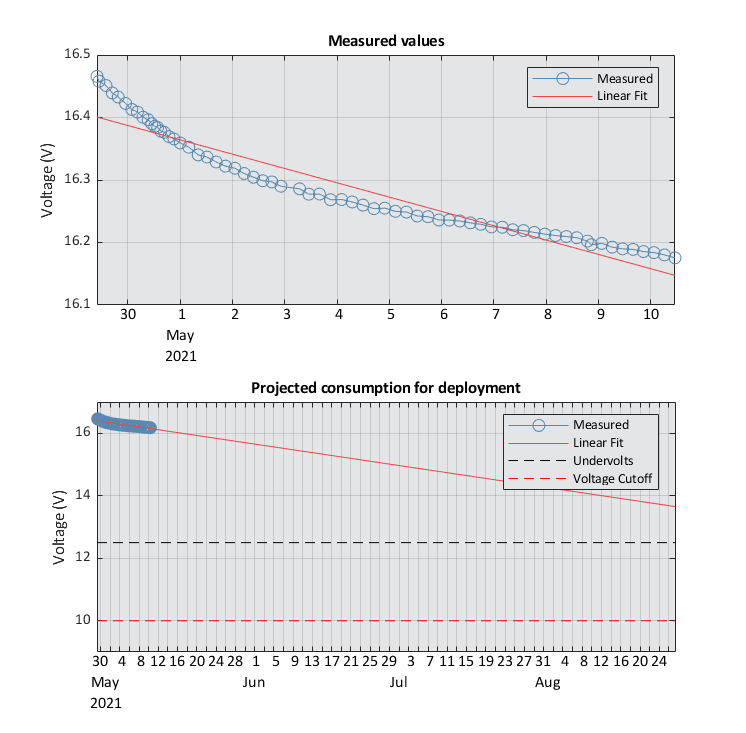 Measured values
16.5
16.4
16.3
16.2
16.1
Voltage (V)
Measured
Linear Fit
30 1 2 3 4 5 6 7 8 9 10
May
2021
Projected consumption for deployment
16
14
12
10
Voltage (V)
Measured
Linear Fit
Undervolts
Voltage Cutoff
30 4 8 12 16 20 24 28 1 5 9 13 17 21 25 29 3 7 11 15 19 23 27 31 4 8 12 16 20 24
May Jun Jul Aug
2021